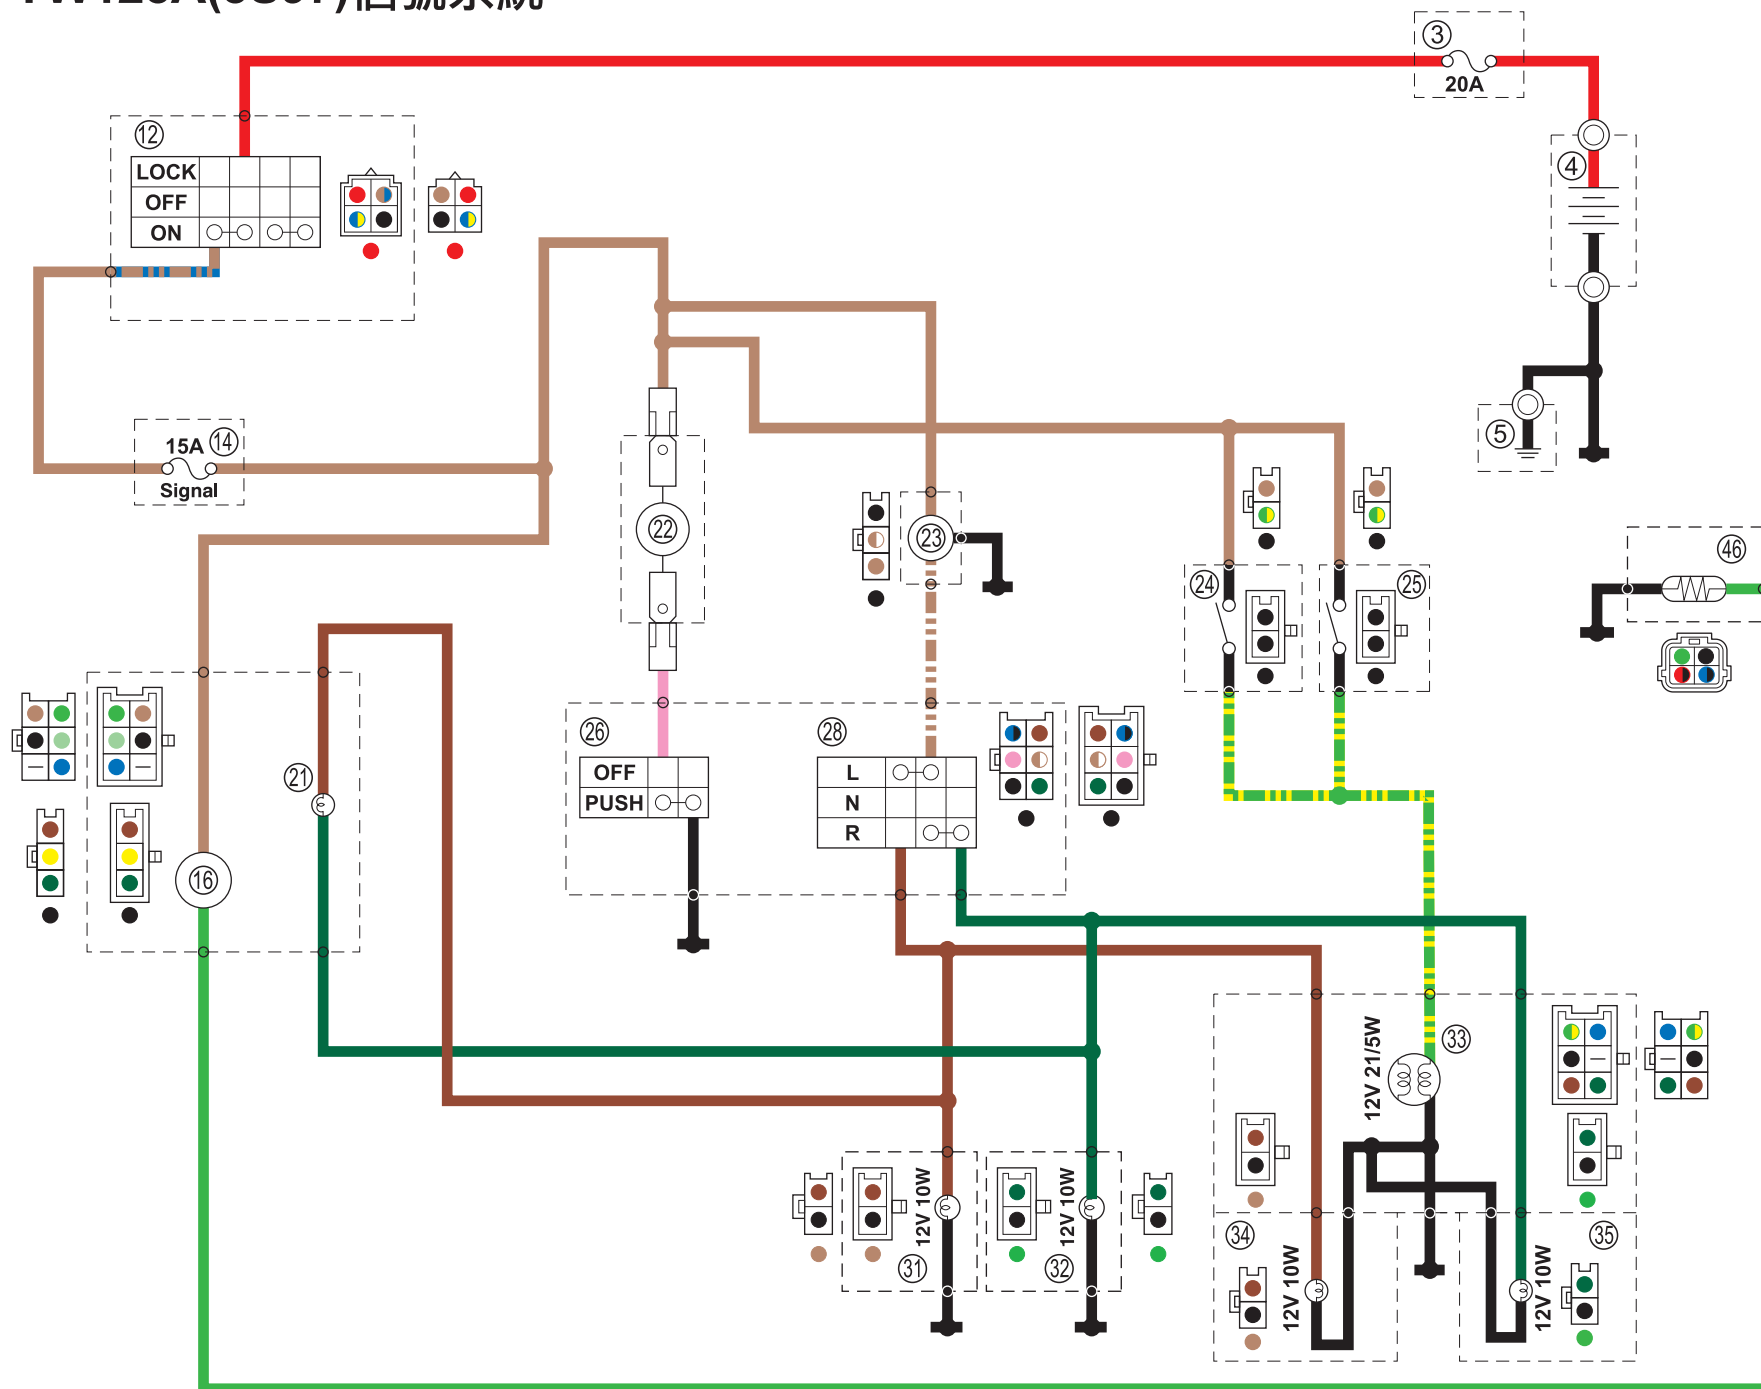 ③
20A
⑫
④
LOCK
OFF
ON
⑤
15A ⑭
Signal
㉒
㉓
㊻
㉔
㉕
㉑
㉖
㉘
OFF
PUSH
L
N
R
⑯
12V 21/5W
㉝
12V 10W
㉛
12V 10W
㉜
㉞
12V 10W
㉟
12V 10W